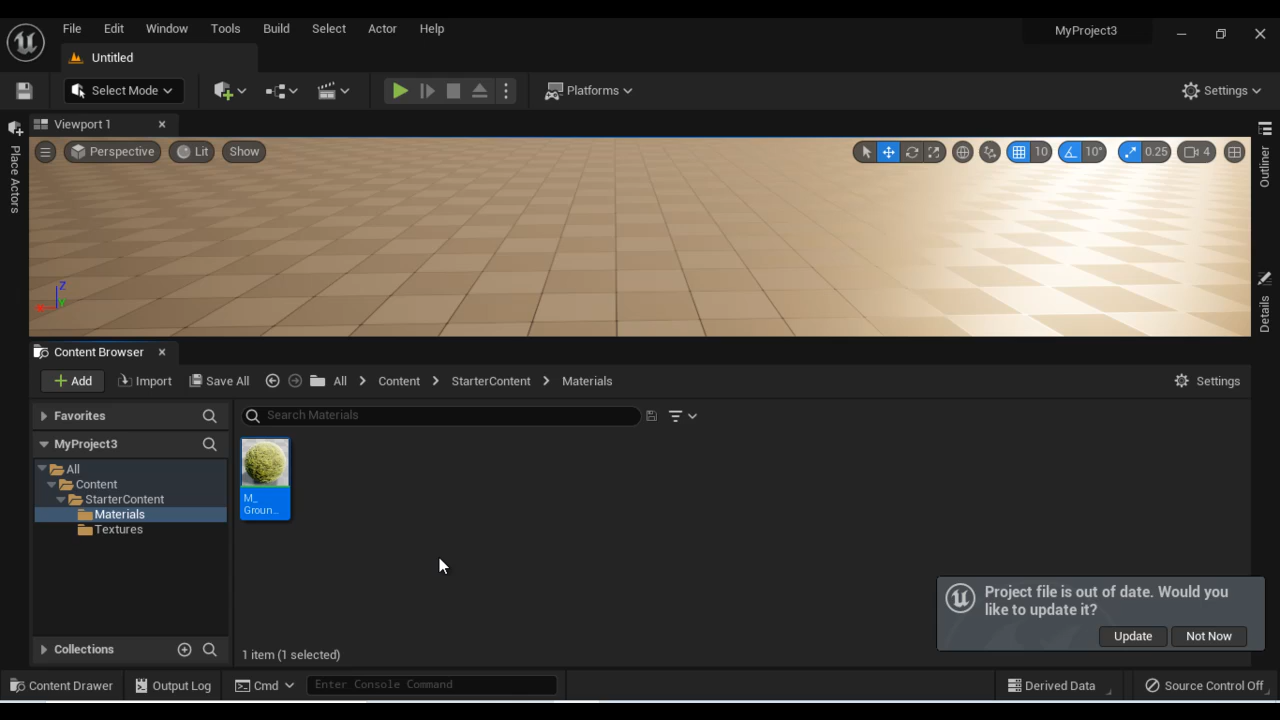 File Edit Window Tools Build Select Actor Help
MyProject3
Untitled
Select Mode
Platforms
Settings
Viewport 1
Place Actors
Perspective Lit Show
10 10° 0.25 4
Outliner
Z
Details
Content Browser
Add Import Save All All Content StarterContent Materials
Settings
Favorites
Search Materials
MyProject3
All
Content
StarterContent
Materials
Textures
M_
Groun...
Project file is out of date. Would you
like to update it?
Update Not Now
Collections
1 item (1 selected)
Content Drawer Output Log Cmd Enter Console Command Derived Data Source Control Off